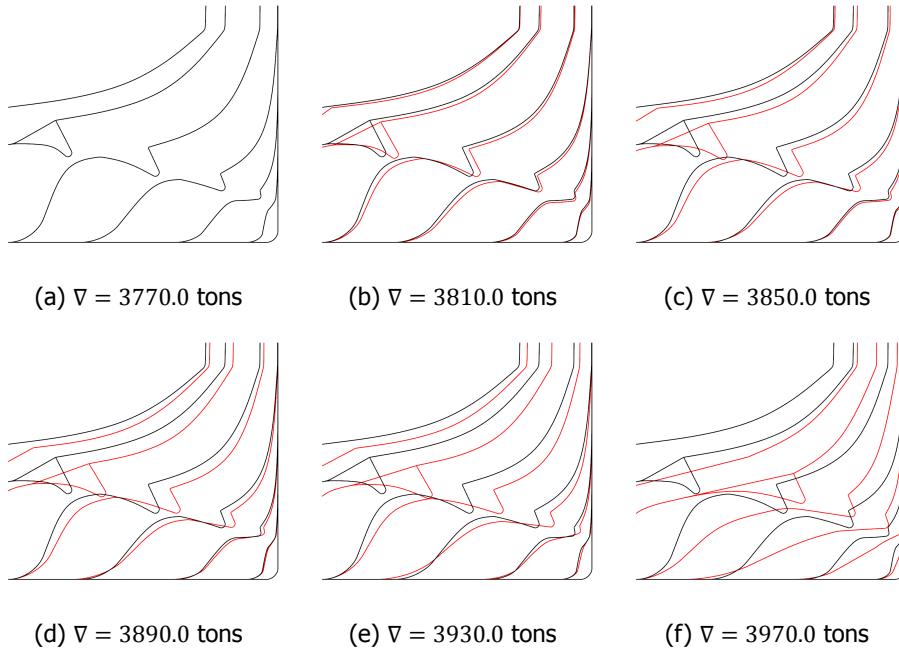 (a) ∇ = 3770.0 tons
(b) ∇ = 3810.0 tons
(c) ∇ = 3850.0 tons
(d) ∇ = 3890.0 tons
(e) ∇ = 3930.0 tons
(f) ∇ = 3970.0 tons